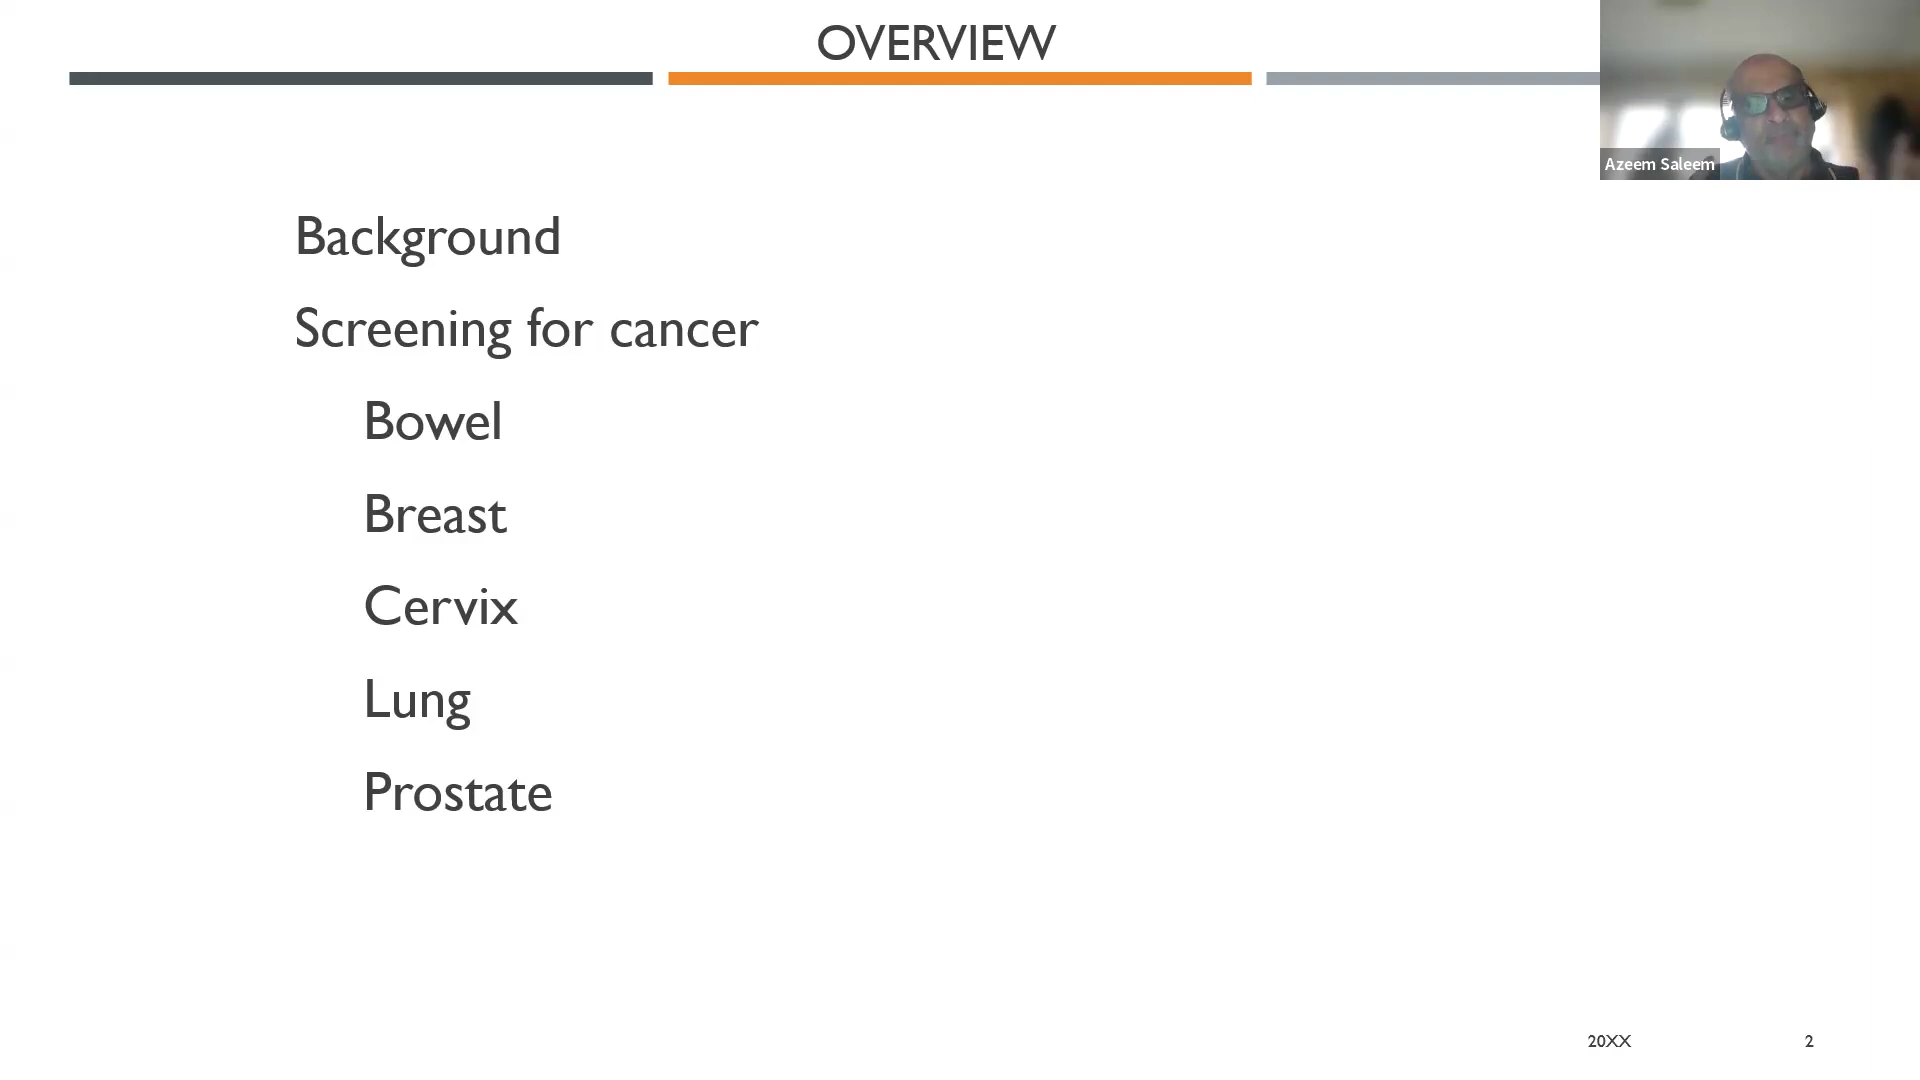 OVERVIEW
Azeem Saleem
Background
Screening for cancer
Bowel
Breast
Cervix
Lung
Prostate
20XX
2